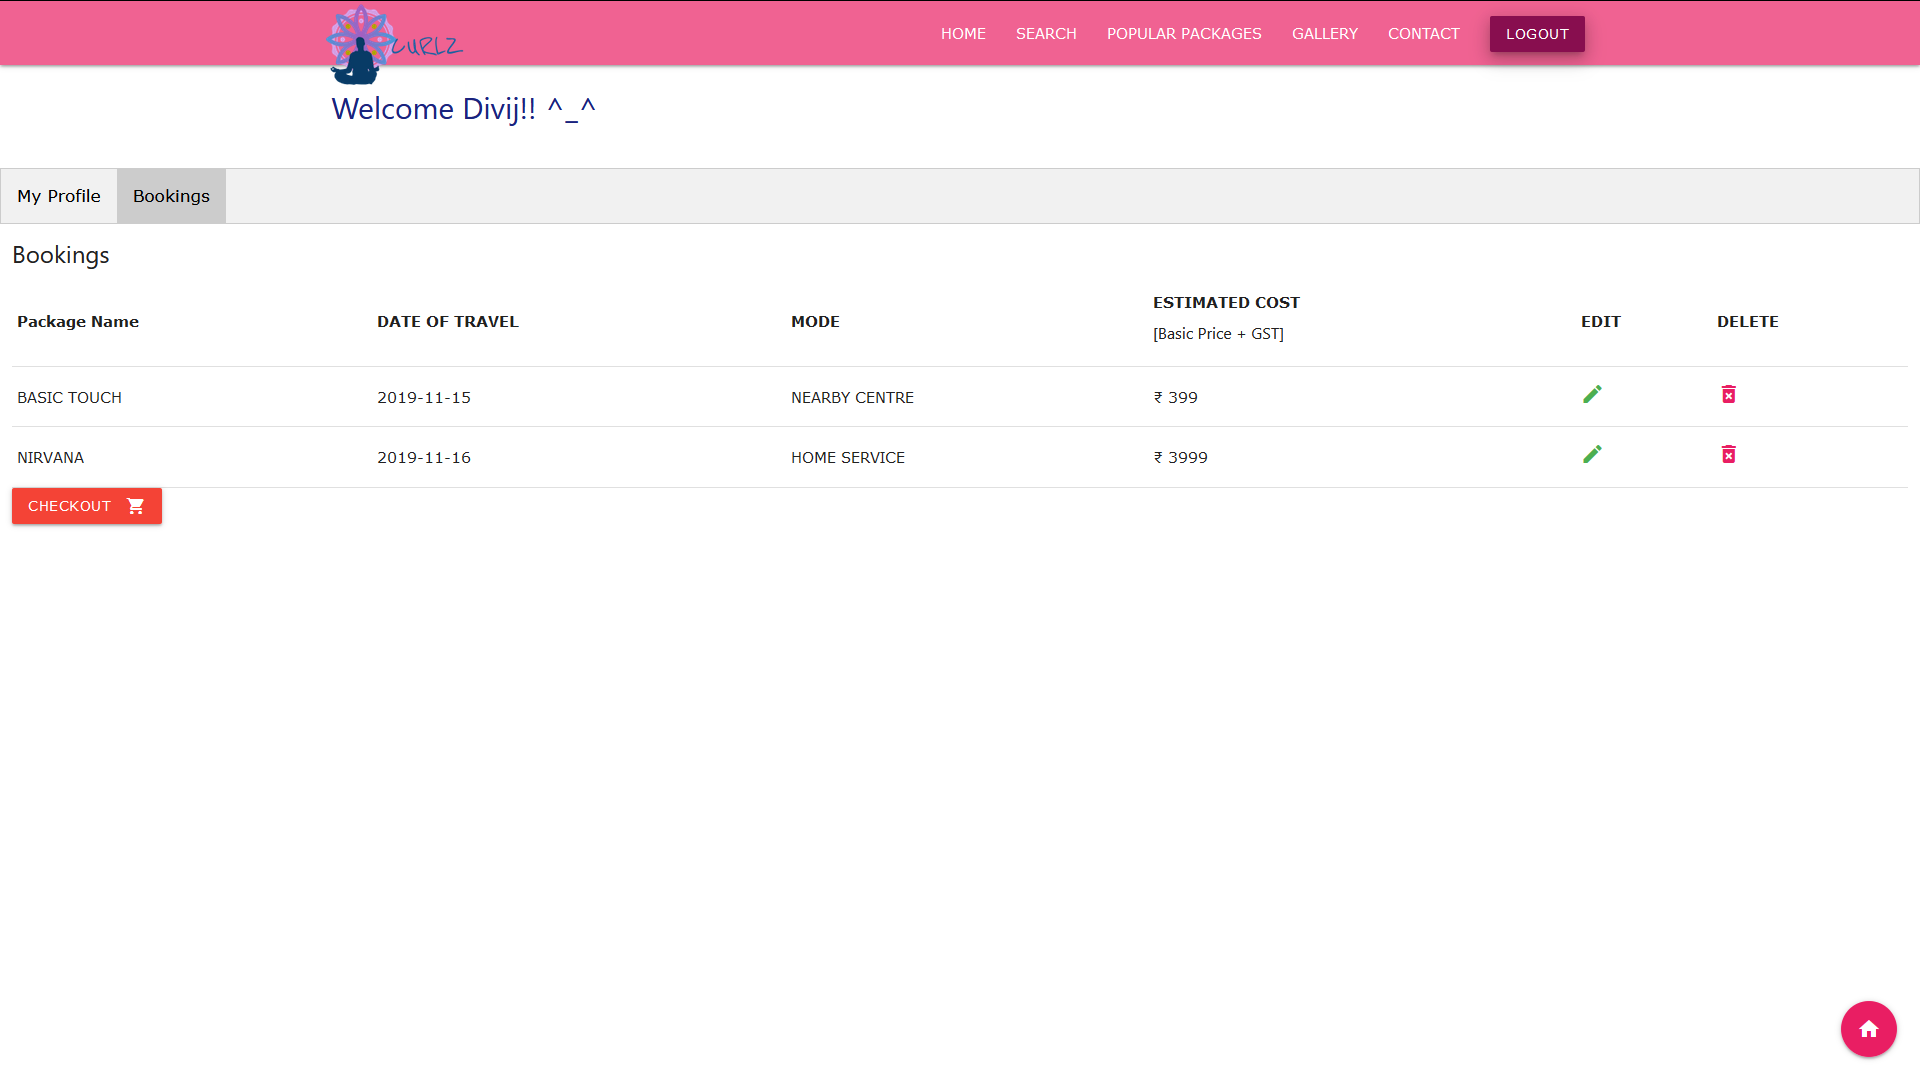 CURLZ
HOME SEARCH POPULAR PACKAGES GALLERY CONTACT LOGOUT
Welcome Divij!! ^_^
My Profile Bookings
Bookings
Package Name DATE OF TRAVEL MODE ESTIMATED COST [Basic Price + GST] EDIT DELETE
BASIC TOUCH 2019-11-15 NEARBY CENTRE ₹ 399
NIRVANA 2019-11-16 HOME SERVICE ₹ 3999
CHECKOUT